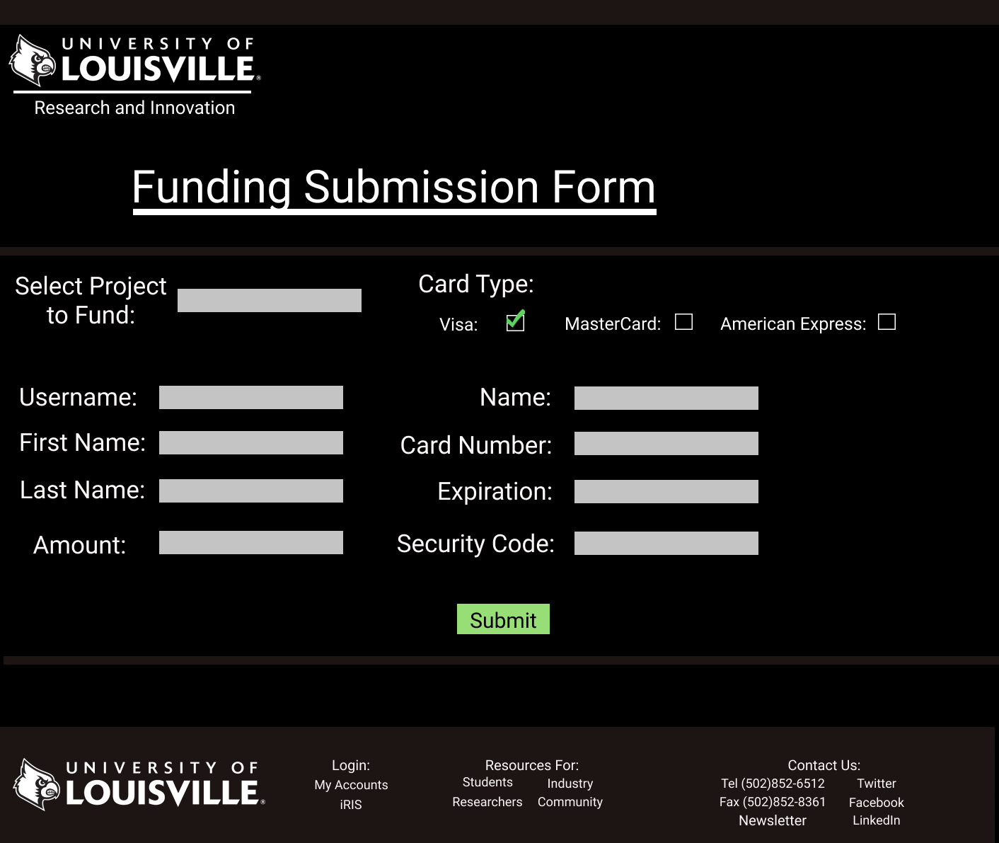 UNIVERSITY OF
LOUISVILLE®
Research and Innovation
Funding Submission Form
Select Project
to Fund:
Card Type:
Visa: MasterCard: American Express:
Username:
Name:
First Name:
Card Number:
Last Name:
Expiration:
Amount:
Security Code:
Submit
UNIVERSITY OF
LOUISVILLE®
Login:
My Accounts
iRIS
Resources For:
Students Industry
Researchers Community
Contact Us:
Tel (502)852-6512 Twitter
Fax (502)852-8361 Facebook
Newsletter LinkedIn